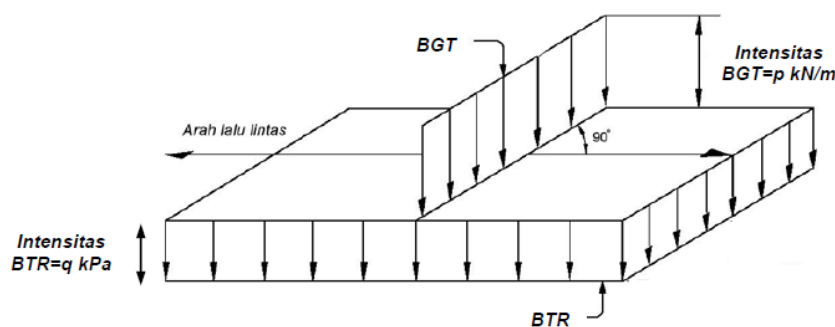 BGT
Intensitas
BGT=p kN/m
Arah lalu lintas
90°
Intensitas
BTR=q kPa
BTR